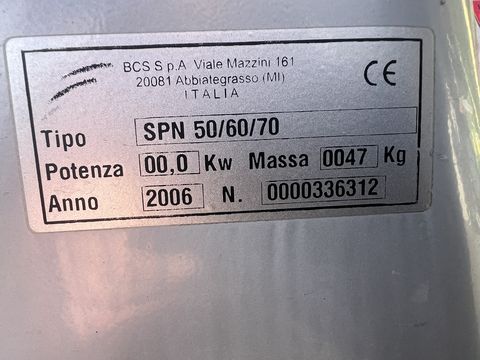 BCS S.p.A. Viale Mazzini 161
20081 Abbiategrasso (MI)
ITALIA
CE
Tipo SPN 50/60/70
Potenza 00,0 Kw Massa 0047 Kg
Anno 2006 N. 0000336312